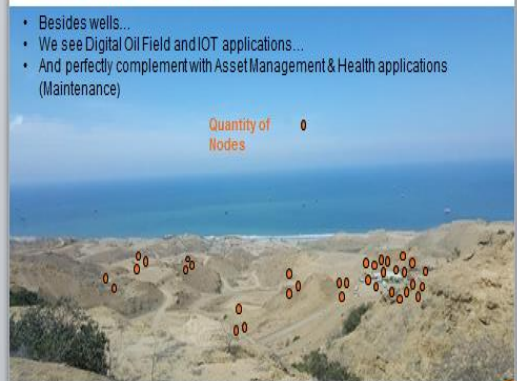 • Besides wells...
• We see Digital Oil Field and IOT applications...
• And perfectly complement with Asset Management & Health applications
(Maintenance)
Quantity of
Nodes